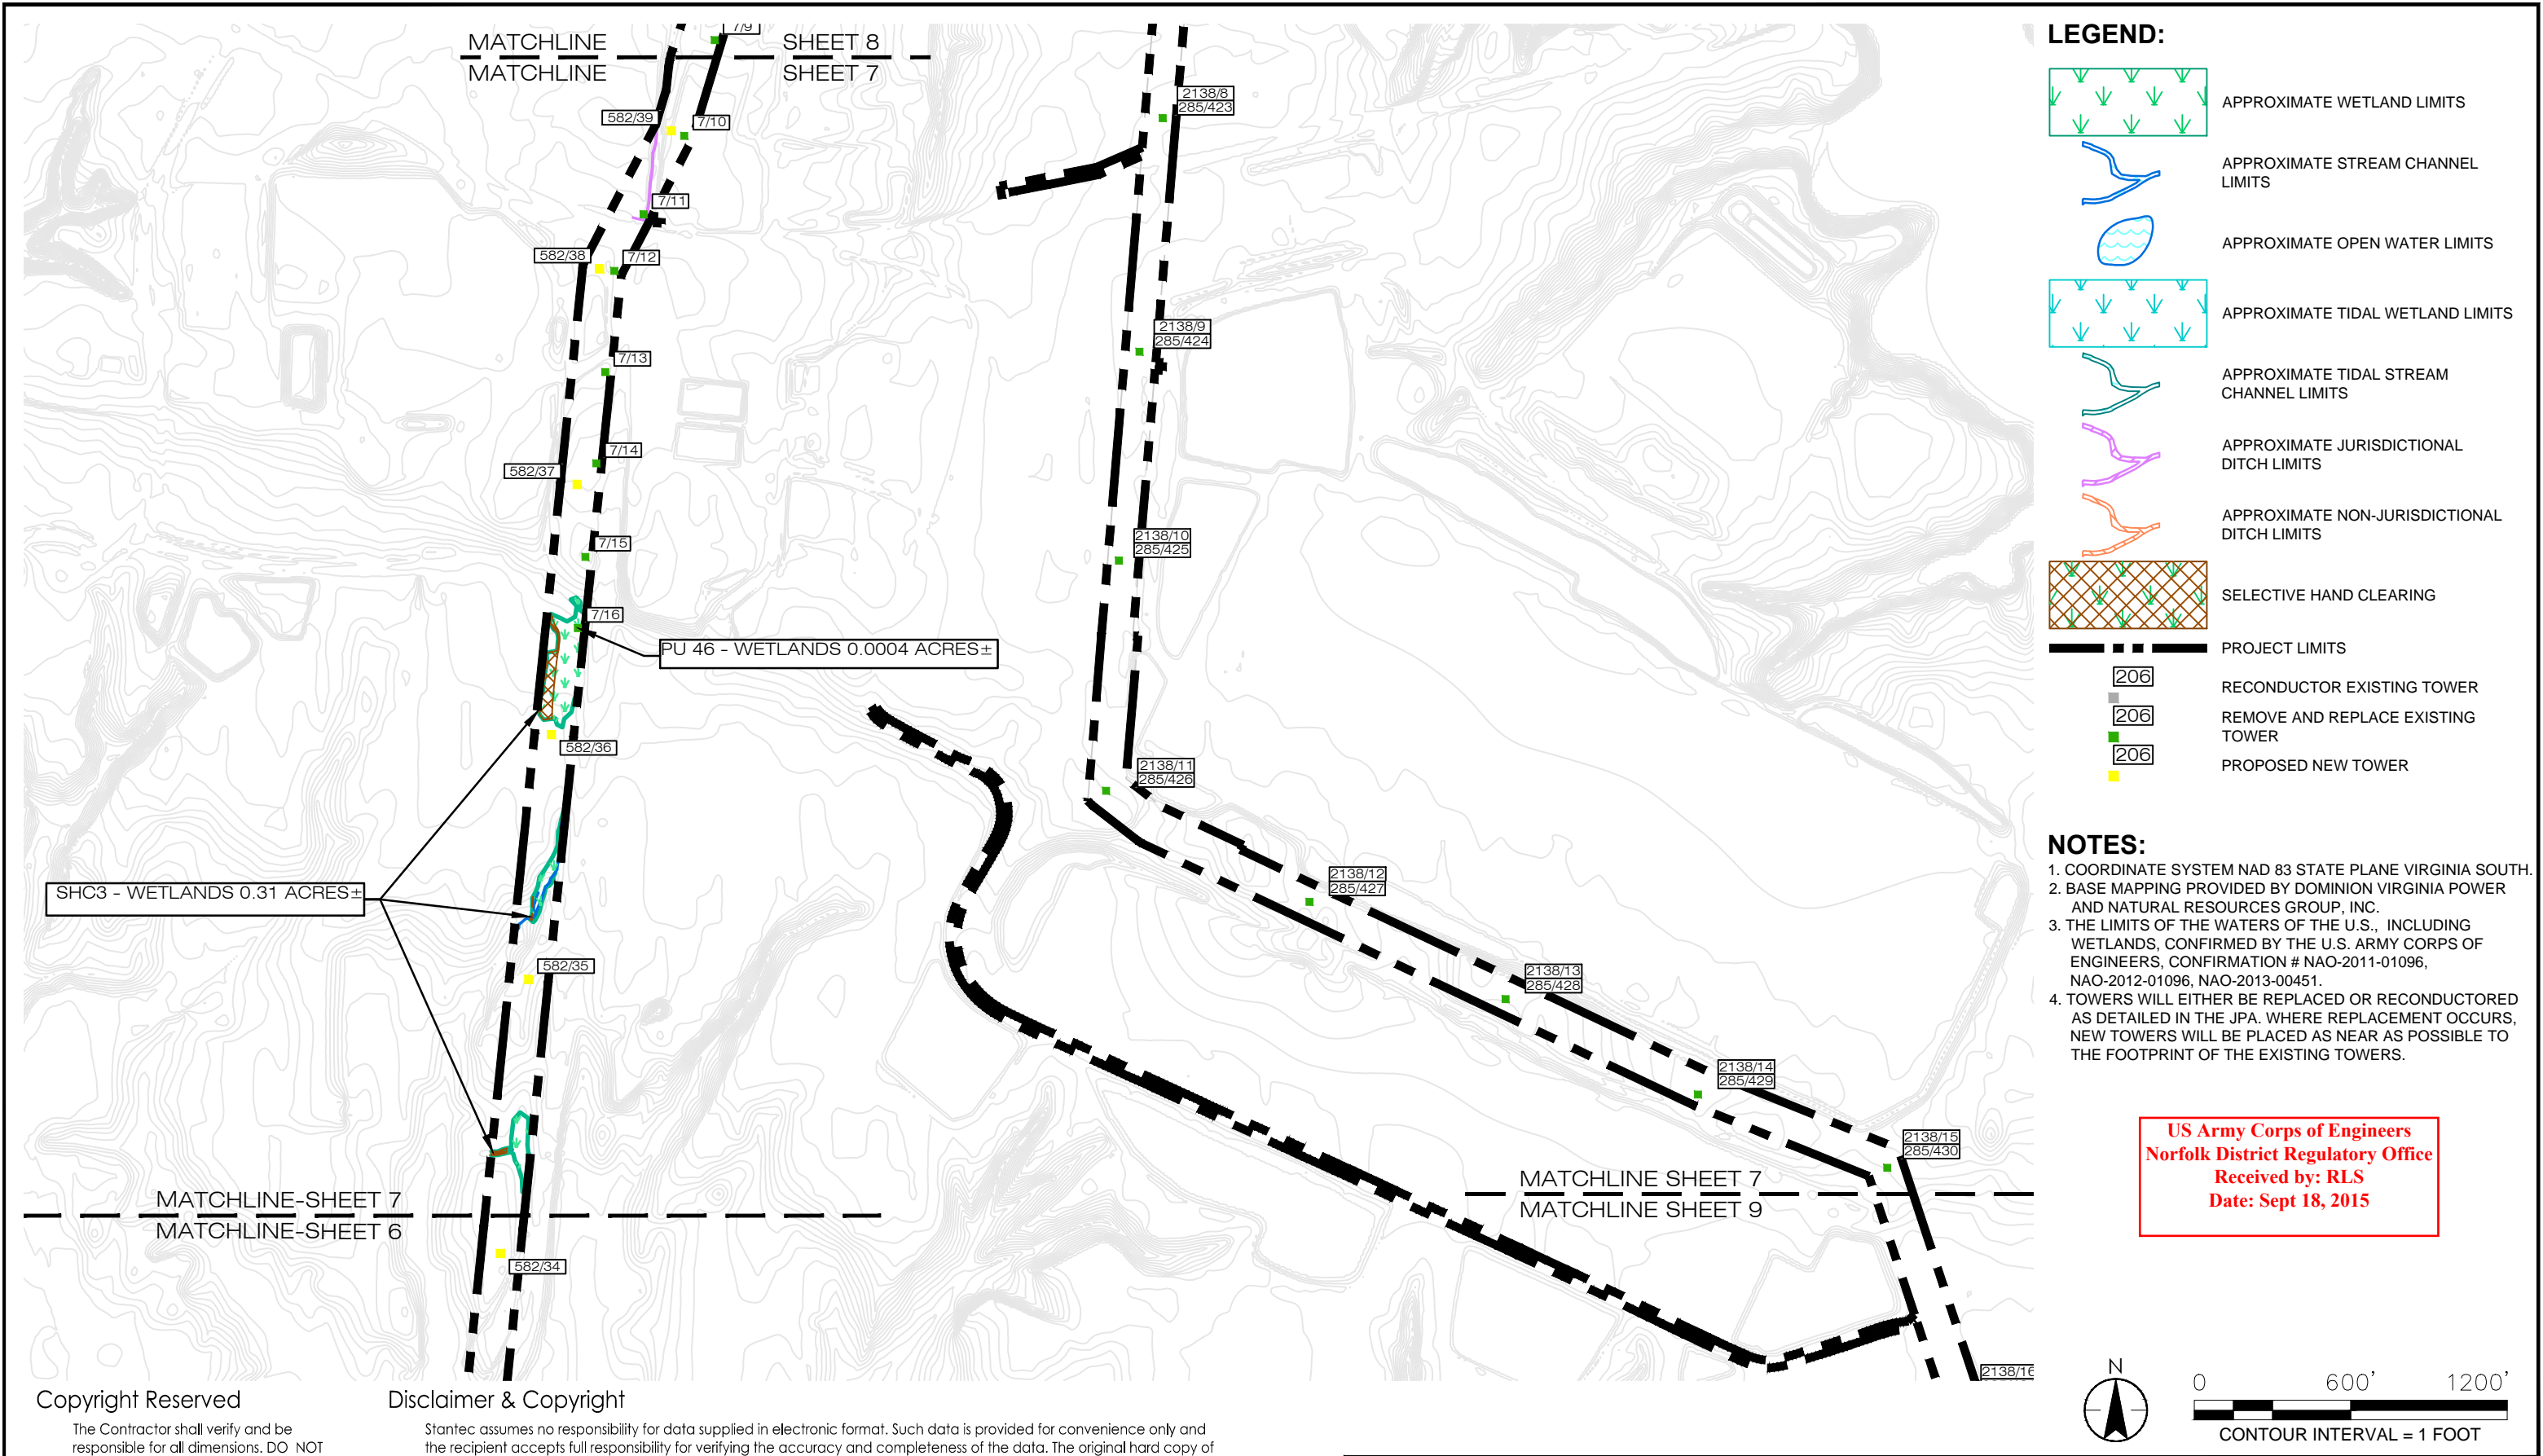 MATCHLINE SHEET 8
MATCHLINE SHEET 7
7/9
582/39
7/10
7/11
582/38
7/12
7/13
7/14
582/37
7/15
7/16
PU 46 - WETLANDS 0.0004 ACRES±
582/36
SHC3 - WETLANDS 0.31 ACRES±
582/35
MATCHLINE-SHEET 7
MATCHLINE-SHEET 6
582/34
2138/8
285/423
2138/9
285/424
2138/10
285/425
2138/11
285/426
2138/12
285/427
2138/13
285/428
2138/14
285/429
2138/15
285/430
MATCHLINE SHEET 7
MATCHLINE SHEET 9
2138/16
LEGEND:
APPROXIMATE WETLAND LIMITS
APPROXIMATE STREAM CHANNEL
LIMITS
APPROXIMATE OPEN WATER LIMITS
APPROXIMATE TIDAL WETLAND LIMITS
APPROXIMATE TIDAL STREAM
CHANNEL LIMITS
APPROXIMATE JURISDICTIONAL
DITCH LIMITS
APPROXIMATE NON-JURISDICTIONAL
DITCH LIMITS
SELECTIVE HAND CLEARING
PROJECT LIMITS
206
RECONDUCTOR EXISTING TOWER
206
REMOVE AND REPLACE EXISTING
TOWER
206
PROPOSED NEW TOWER
NOTES:
1. COORDINATE SYSTEM NAD 83 STATE PLANE VIRGINIA SOUTH.
2. BASE MAPPING PROVIDED BY DOMINION VIRGINIA POWER
AND NATURAL RESOURCES GROUP, INC.
3. THE LIMITS OF THE WATERS OF THE U.S., INCLUDING
WETLANDS, CONFIRMED BY THE U.S. ARMY CORPS OF
ENGINEERS, CONFIRMATION # NAO-2011-01096,
NAO-2012-01096, NAO-2013-00451.
4. TOWERS WILL EITHER BE REPLACED OR RECONDUCTORED
AS DETAILED IN THE JPA. WHERE REPLACEMENT OCCURS,
NEW TOWERS WILL BE PLACED AS NEAR AS POSSIBLE TO
THE FOOTPRINT OF THE EXISTING TOWERS.
US Army Corps of Engineers
Norfolk District Regulatory Office
Received by: RLS
Date: Sept 18, 2015
N
0 600' 1200'
CONTOUR INTERVAL = 1 FOOT
Copyright Reserved
The Contractor shall verify and be
responsible for all dimensions. DO NOT
Disclaimer & Copyright
Stantec assumes no responsibility for data supplied in electronic format. Such data is provided for convenience only and
the recipient accepts full responsibility for verifying the accuracy and completeness of the data. The original hard copy of